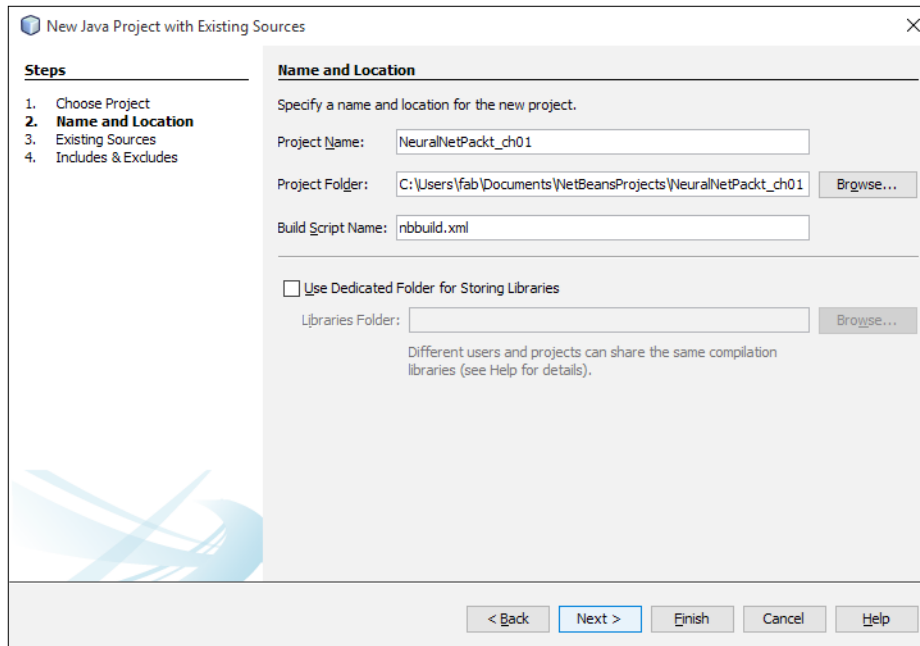 New Java Project with Existing Sources
Steps
1. Choose Project
2. Name and Location
3. Existing Sources
4. Includes & Excludes
Name and Location
Specify a name and location for the new project.
Project Name: NeuralNetPackt_ch01
Project Folder: C:\Users\fab\Documents\NetBeansProjects\NeuralNetPackt_ch01 Browse...
Build Script Name: nbbuild.xml
Use Dedicated Folder for Storing Libraries
Libraries Folder: Browse...
Different users and projects can share the same compilation
libraries (see Help for details).
< Back Next > Finish Cancel Help